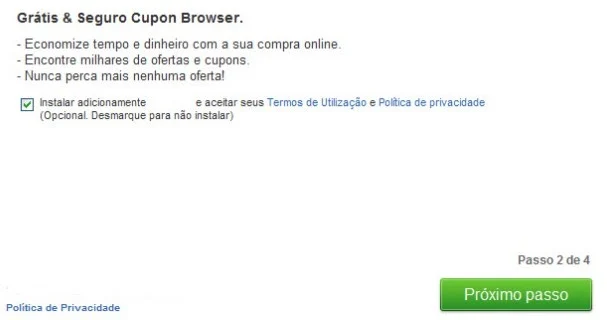 Grátis & Seguro Cupon Browser.
- Economize tempo e dinheiro com a sua compra online.
- Encontre milhares de ofertas e cupons.
- Nunca perca mais nenhuma oferta!
Instalar adicionamente e aceitar seus Termos de Utilização e Política de privacidade
(Opcional. Desmarque para não instalar)
Passo 2 de 4
Próximo passo
Política de Privacidade